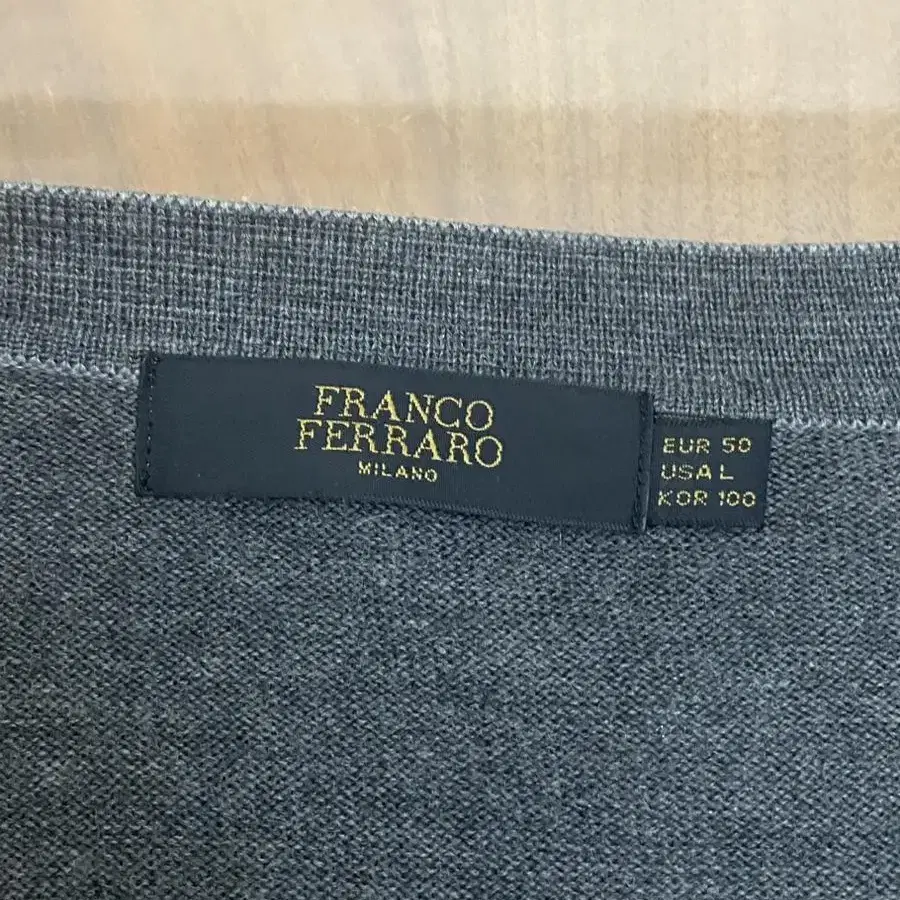 FRANCO
FERRARO
MILANO
EUR 50
USA L
KOR 100